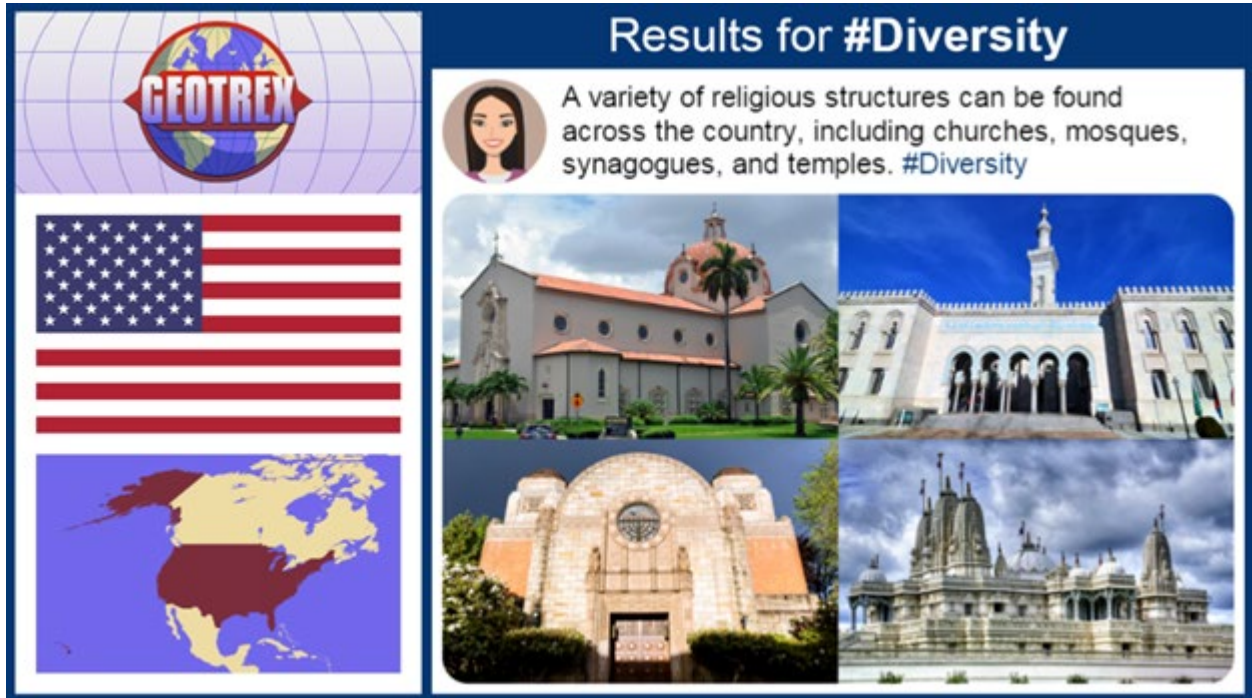 GEOTREX
Results for #Diversity
A variety of religious structures can be found
across the country, including churches, mosques,
synagogues, and temples. #Diversity